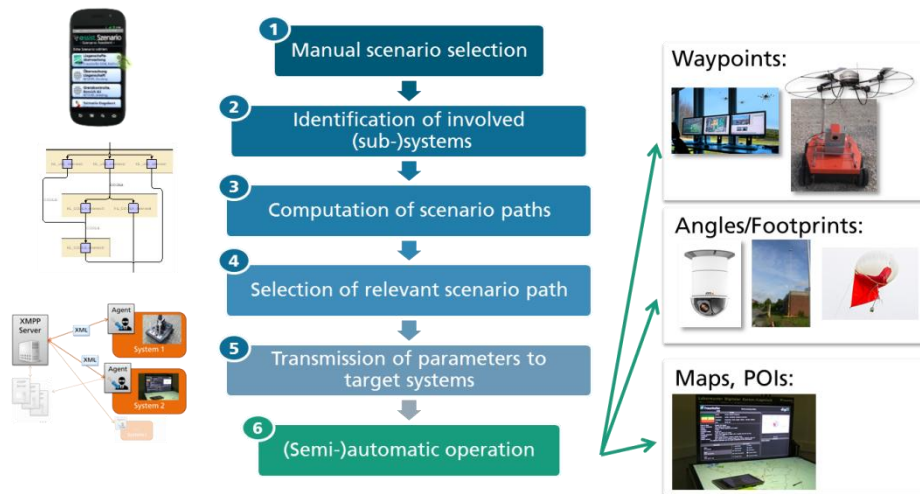 1
Manual scenario selection
2
Identification of involved
(sub-)systems
3
Computation of scenario paths
4
Selection of relevant scenario path
5
Transmission of parameters to
target systems
6
(Semi-)automatic operation
Szenario
XMPP
Server
XML
Agent
System 1
XML
Agent
System 2
Waypoints:
Angles/Footprints:
Maps, POIs: